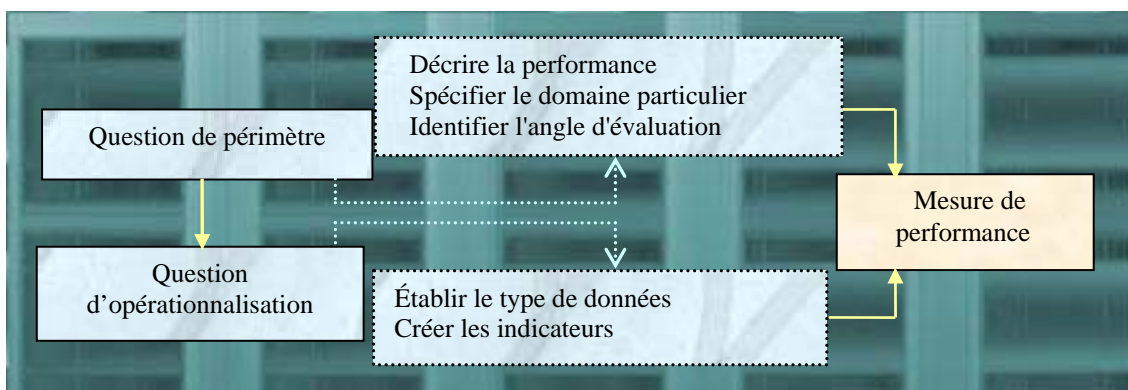 Question de périmètre
Question
d’opérationnalisation
Décrire la performance
Spécifier le domaine particulier
Identifier l'angle d'évaluation
Établir le type de données
Créer les indicateurs
Mesure de
performance